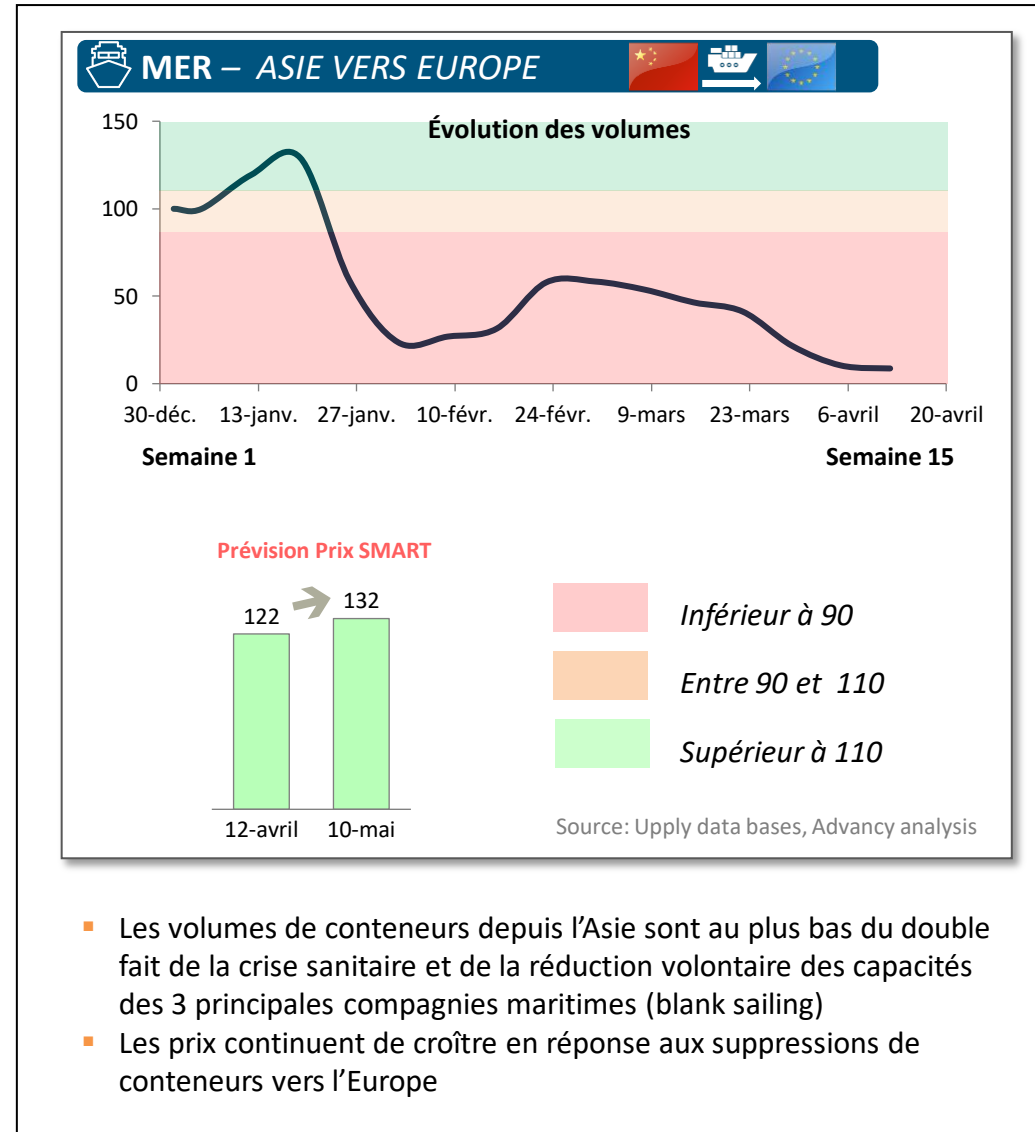 MER – ASIE VERS EUROPE
Évolution des volumes
150
100
50
0
30-déc. 13-janv. 27-janv. 10-févr. 24-févr. 9-mars 23-mars 6-avril 20-avril
Semaine 1 Semaine 15
Prévision Prix SMART
122 132
12-avril 10-mai
Inférieur à 90
Entre 90 et 110
Supérieur à 110
Source: Upply data bases, Advancy analysis
Les volumes de conteneurs depuis l'Asie sont au plus bas du double
fait de la crise sanitaire et de la réduction volontaire des capacités
des 3 principales compagnies maritimes (blank sailing)
Les prix continuent de croître en réponse aux suppressions de
conteneurs vers l'Europe